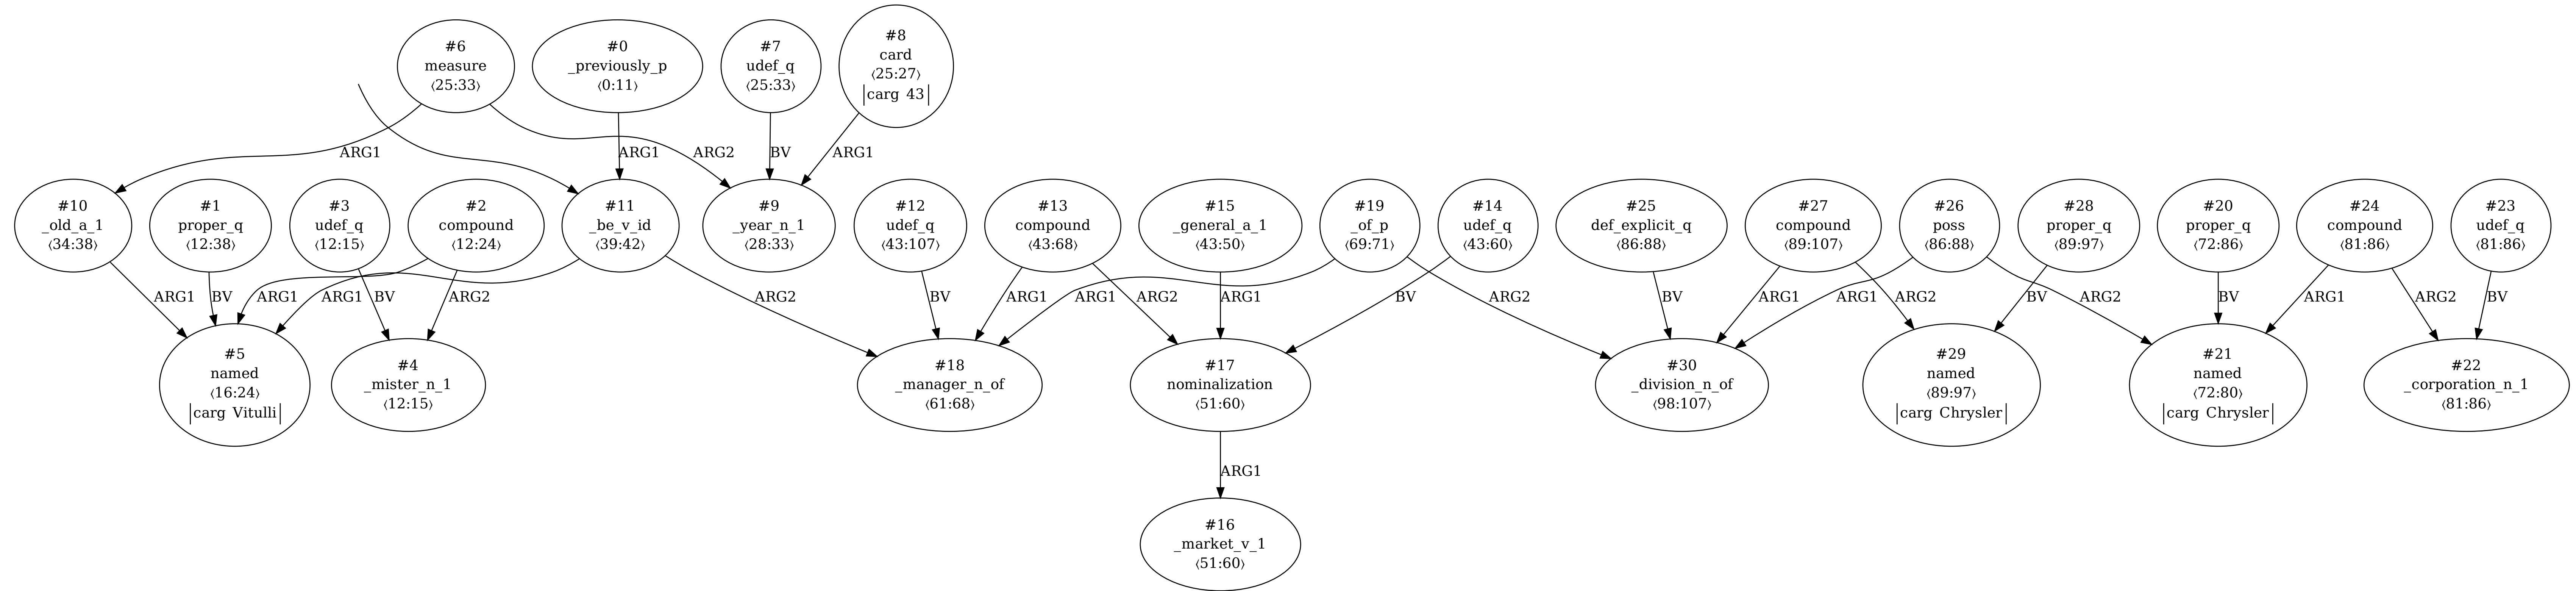 #6
measure
⟨25:33⟩
#0
_previously_p
⟨0:11⟩
#7
udef_q
⟨25:33⟩
#8
card
⟨25:27⟩
|carg 43|
ARG1
ARG1
ARG2
BV
ARG1
#10
_old_a_1
⟨34:38⟩
#1
proper_q
⟨12:38⟩
#3
udef_q
⟨12:15⟩
#2
compound
⟨12:24⟩
#11
_be_v_id
⟨39:42⟩
#9
_year_n_1
⟨28:33⟩
#12
udef_q
⟨43:107⟩
#13
compound
⟨43:68⟩
#15
_general_a_1
⟨43:50⟩
#19
_of_p
⟨69:71⟩
#14
udef_q
⟨43:60⟩
#25
def_explicit_q
⟨86:88⟩
#27
compound
⟨89:107⟩
#26
poss
⟨86:88⟩
#28
proper_q
⟨89:97⟩
#20
proper_q
⟨72:86⟩
#24
compound
⟨81:86⟩
#23
udef_q
⟨81:86⟩
ARG1
BV
ARG1
ARG1
BV
ARG2
ARG2
BV
ARG1
ARG1
ARG2
ARG1
BV
ARG2
BV
ARG1
ARG1
ARG2
BV
ARG2
BV
ARG1
ARG2
BV
#5
named
⟨16:24⟩
|carg Vitulli|
#4
_mister_n_1
⟨12:15⟩
#18
_manager_n_of
⟨61:68⟩
#17
nominalization
⟨51:60⟩
#30
_division_n_of
⟨98:107⟩
#29
named
⟨89:97⟩
|carg Chrysler|
#21
named
⟨72:80⟩
|carg Chrysler|
#22
_corporation_n_1
⟨81:86⟩
ARG1
#16
_market_v_1
⟨51:60⟩